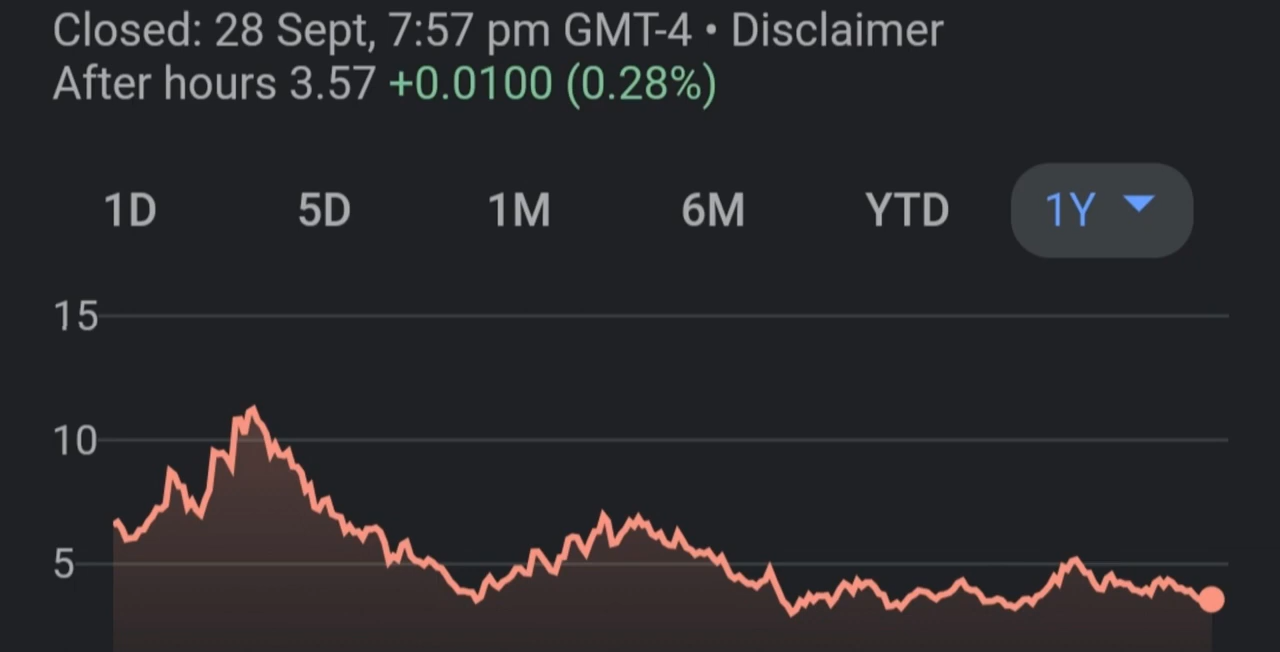 Closed: 28 Sept, 7:57 pm GMT-4 • Disclaimer
After hours 3.57 +0.0100 (0.28%)
1D 5D 1M 6M YTD 1Y
15
10
5